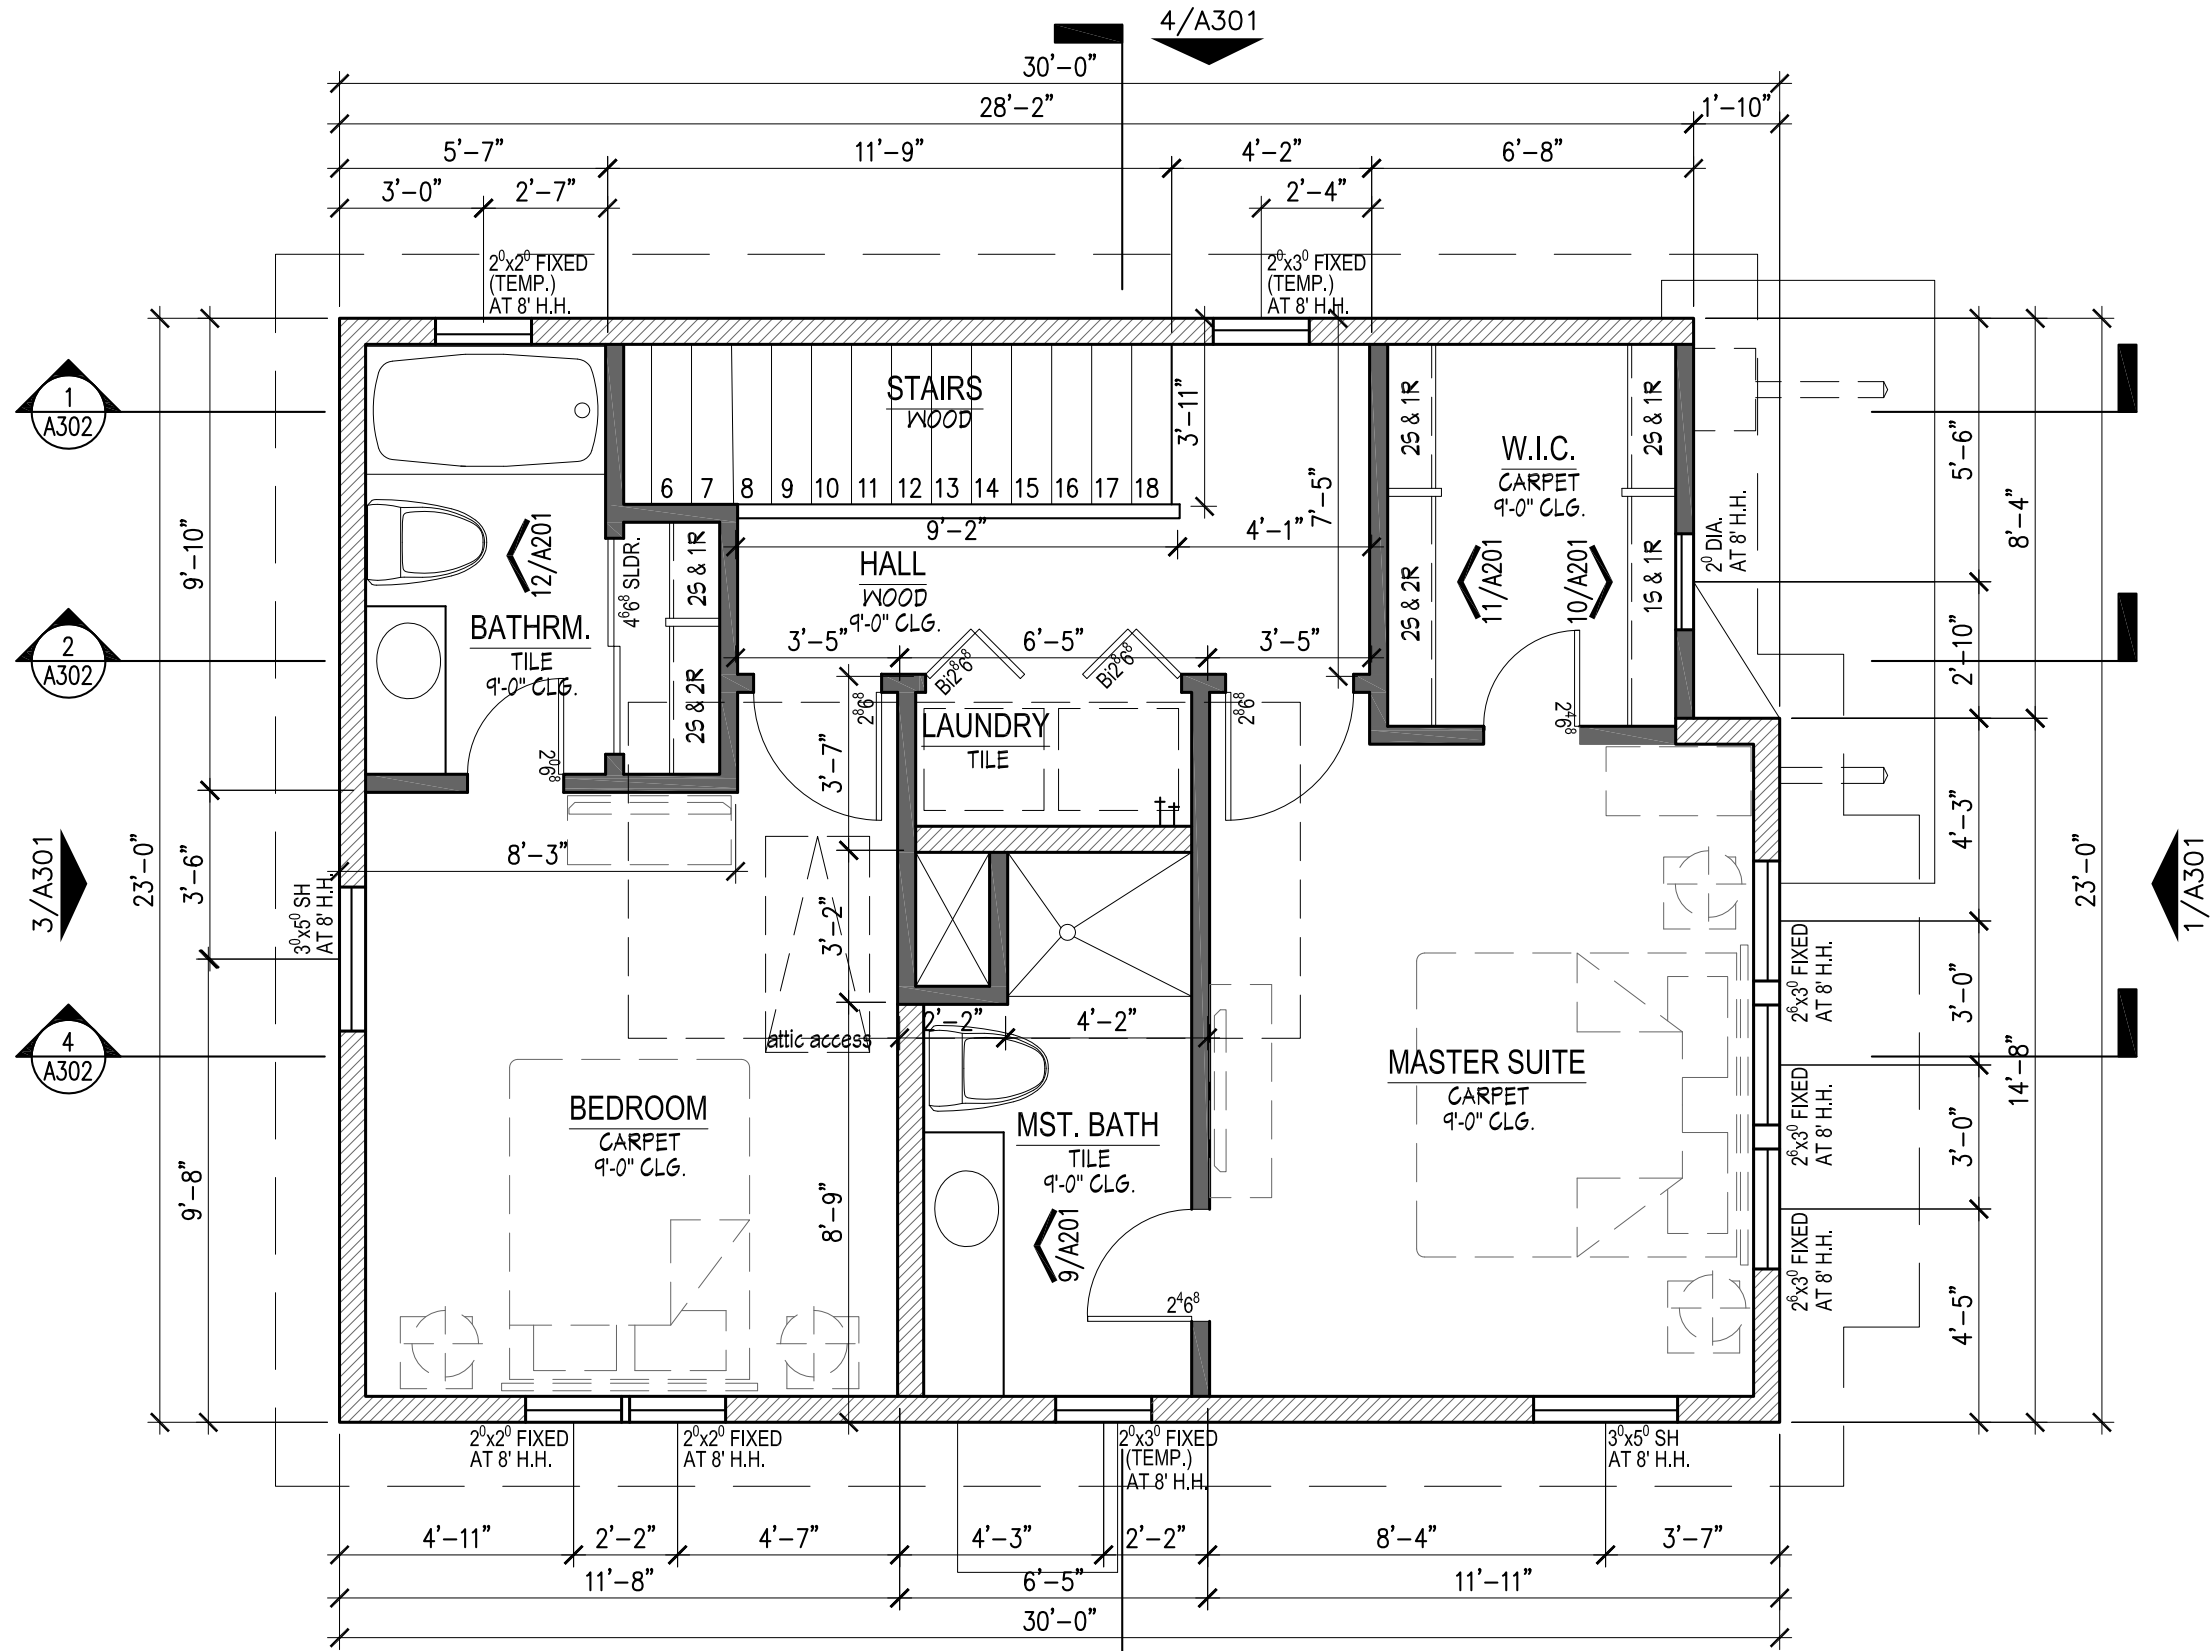 4/A301
30'-0"
28'-2"
1'-10"
5'-7"
11'-9"
4'-2"
6'-8"
3'-0"
2'-7"
2'-4"
2⁰x2⁰ FIXED
(TEMP.)
AT 8' H.H.
2⁰x3⁰ FIXED
(TEMP.)
AT 8' H.H.
1
A302
2
A302
4
A302
3/A301
23'-0"
9'-10"
3'-6"
9'-8"
3⁰x5⁰ SH
AT 8' H.H.
STAIRS
WOOD
6 7 8 9 10 11 12 13 14 15 16 17 18
3'-11"
7'-5"
9'-2"
4'-1"
HALL
WOOD
9'-0" CLG.
3'-5"
6'-5"
3'-5"
12/A201
BATHRM.
TILE
9'-0" CLG.
4⁶6⁸ SLDR.
2S & 1R
2S & 2R
2⁰6⁸
2⁸6⁸
Bi2⁸6⁸
Bi2⁸6⁸
2⁸6⁸
LAUNDRY
TILE
W.I.C.
CARPET
9'-0" CLG.
2S & 1R
2S & 2R
2S & 1R
1S & 1R
11/A201
10/A201
2⁴6⁸
2⁰ DIA.
AT 8' H.H.
5'-6"
8'-4"
2'-10"
4'-3"
3'-0"
3'-0"
4'-5"
14'-8"
23'-0"
1/A301
8'-3"
3'-7"
3'-2"
8'-9"
attic access
2'-2"
4'-2"
BEDROOM
CARPET
9'-0" CLG.
MST. BATH
TILE
9'-0" CLG.
9/A201
2⁴6⁸
MASTER SUITE
CARPET
9'-0" CLG.
2⁶x3⁰ FIXED
AT 8' H.H.
2⁶x3⁰ FIXED
AT 8' H.H.
2⁶x3⁰ FIXED
AT 8' H.H.
2⁰x2⁰ FIXED
AT 8' H.H.
2⁰x2⁰ FIXED
AT 8' H.H.
2⁰x3⁰ FIXED
(TEMP.)
AT 8' H.H.
3⁰x5⁰ SH
AT 8' H.H.
4'-11"
2'-2"
4'-7"
4'-3"
2'-2"
8'-4"
3'-7"
11'-8"
6'-5"
11'-11"
30'-0"